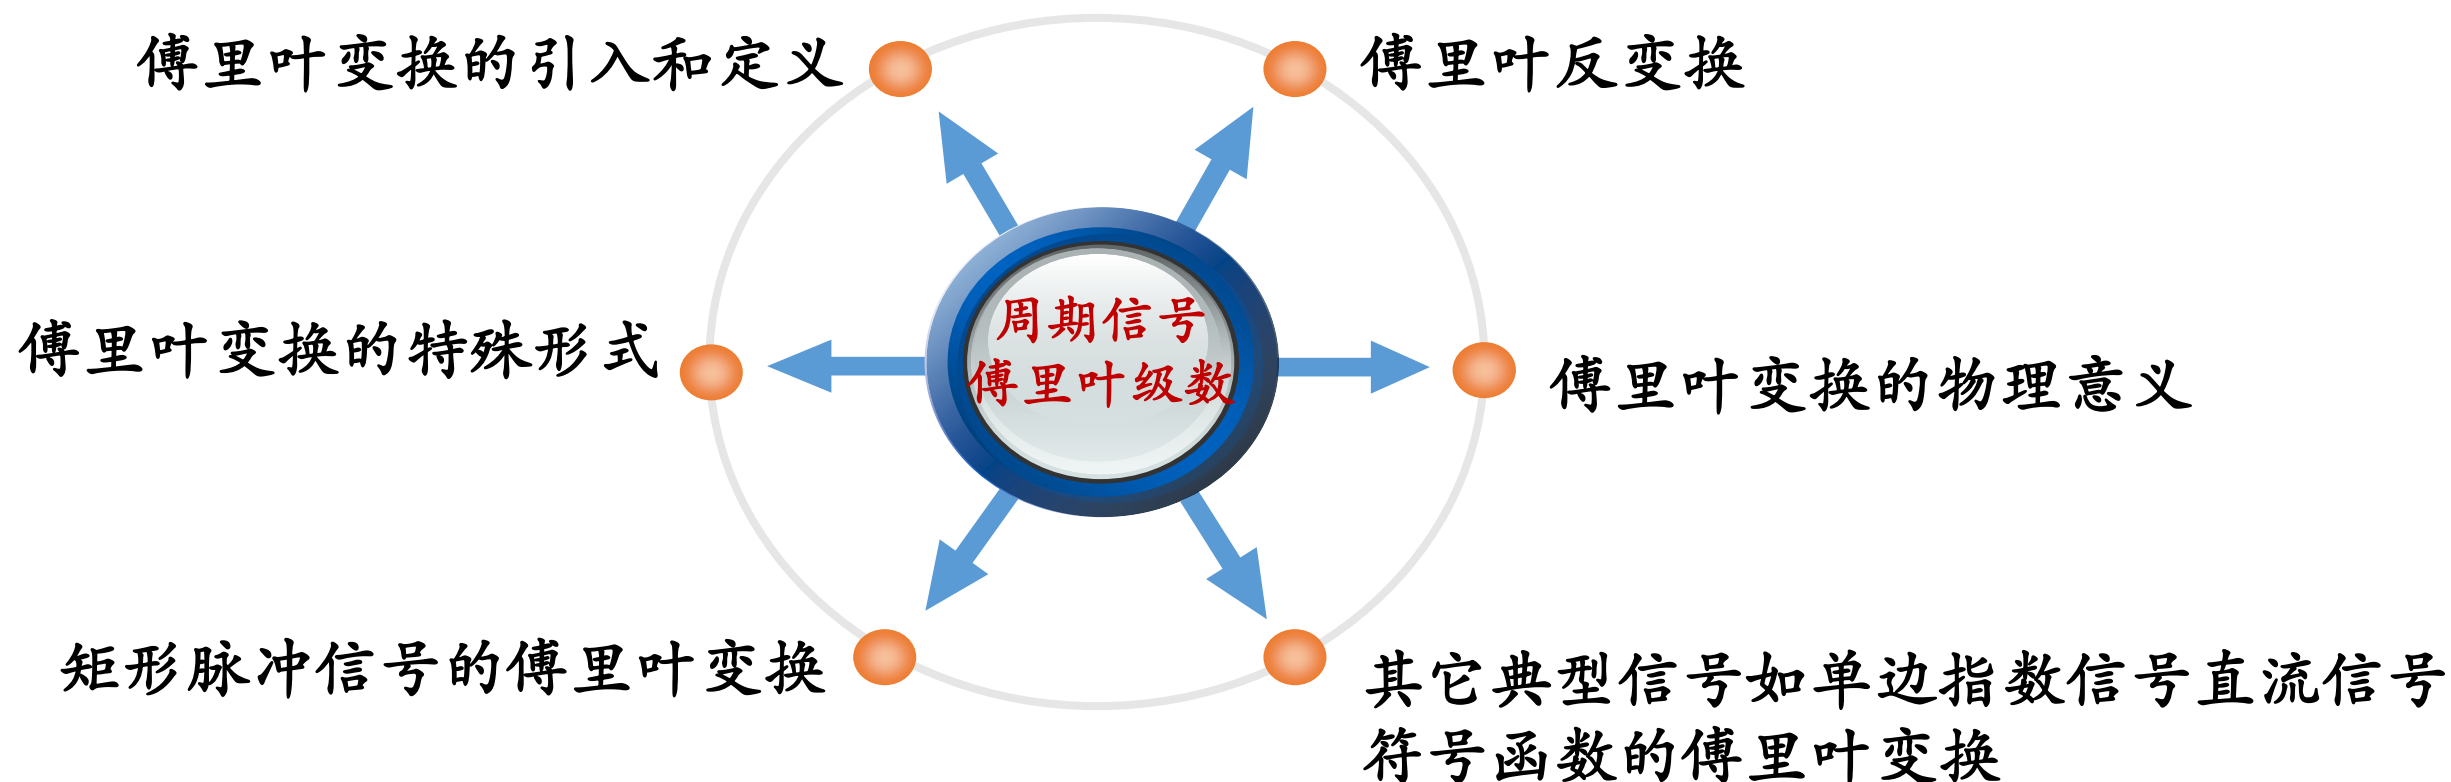 傅里叶变换的引入和定义
傅里叶反变换
周期信号
傅里叶级数
傅里叶变换的特殊形式
傅里叶变换的物理意义
矩形脉冲信号的傅里叶变换
其它典型信号如单边指数信号直流信号
符号函数的傅里叶变换